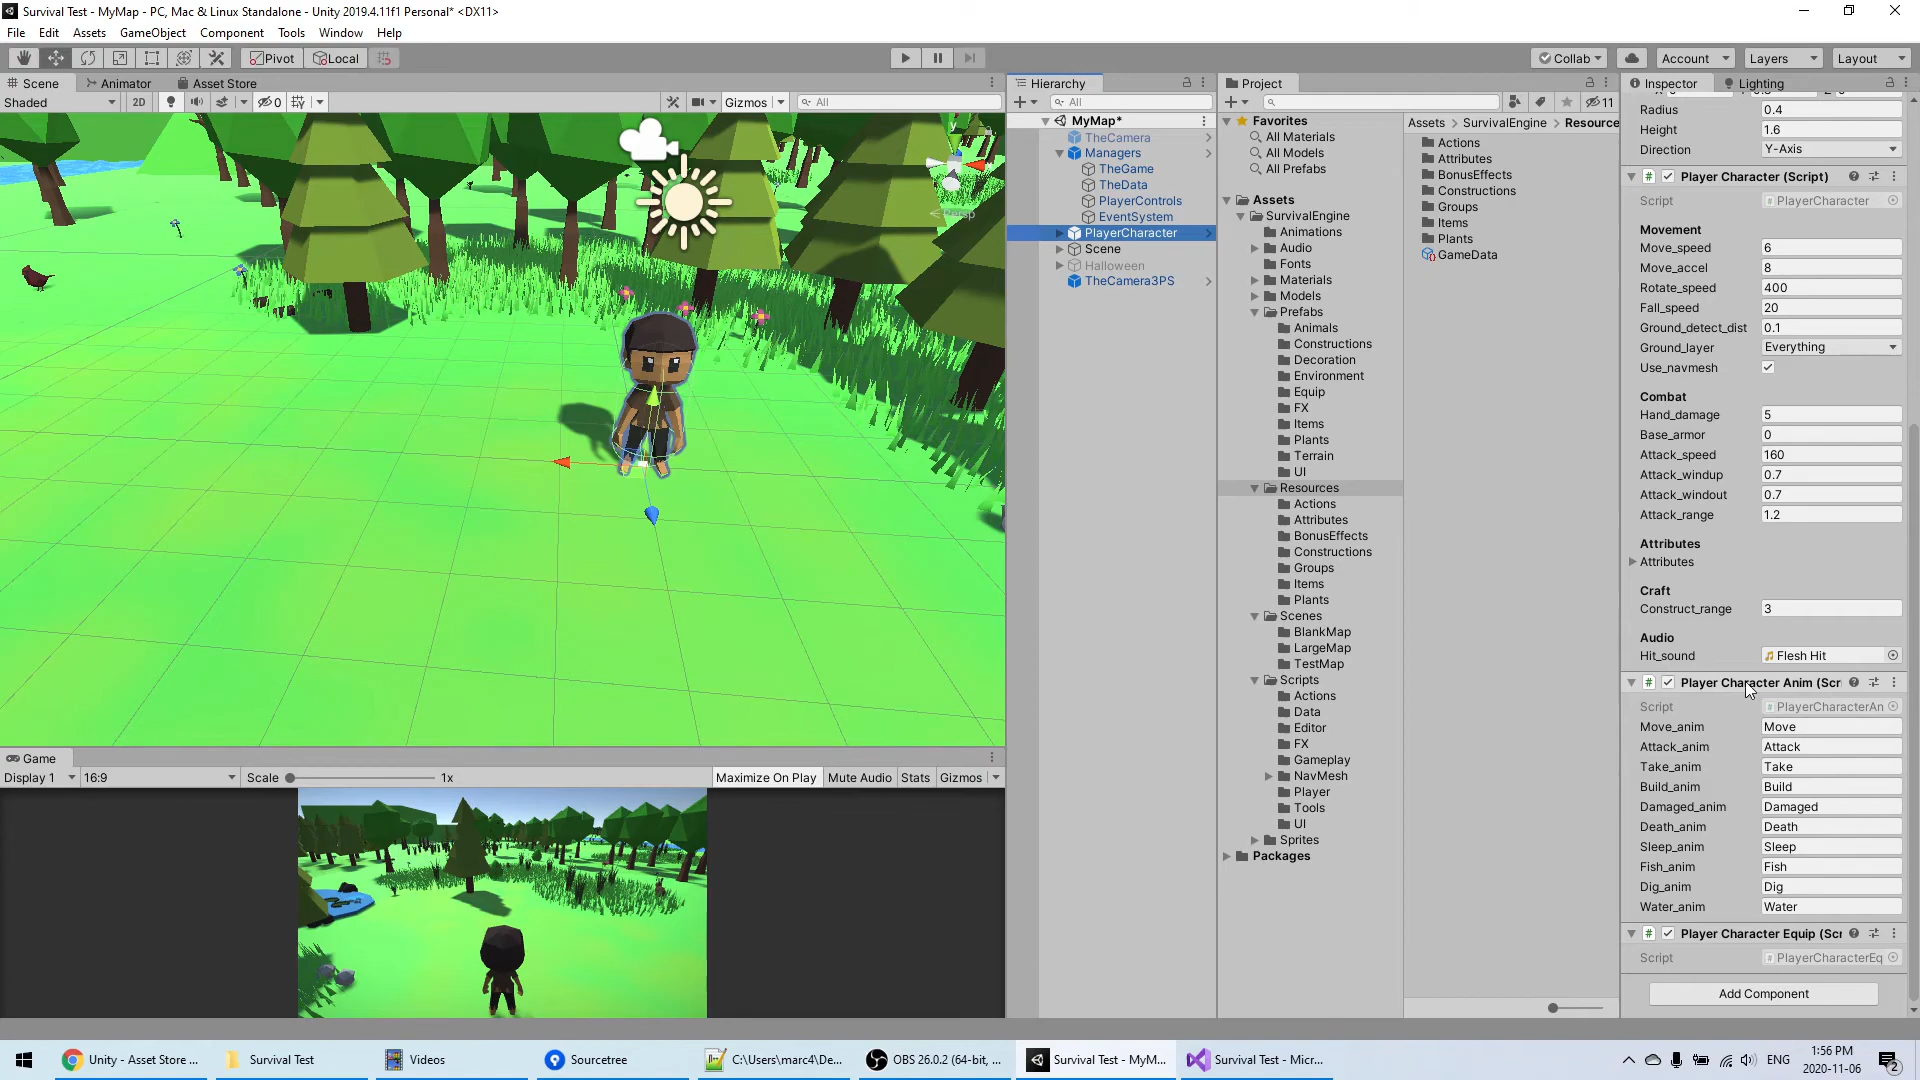 Survival Test - MyMap - PC, Mac & Linux Standalone - Unity 2019.4.11f1 Personal* <DX11>
File Edit Assets GameObject Component Tools Window Help
Pivot Local Collab Account Layers Layout
Scene Animator Asset Store
Shaded 2D 0 Gizmos All
Persp
Game
Display 1 16:9 Scale 1x Maximize On Play Mute Audio Stats Gizmos
Hierarchy
All
MyMap*
TheCamera
Managers
TheGame
TheData
PlayerControls
EventSystem
PlayerCharacter
Scene
Halloween
TheCamera3PS
Project
11
Favorites
All Materials
All Models
All Prefabs
Assets
SurvivalEngine
Animations
Audio
Fonts
Materials
Models
Prefabs
Animals
Constructions
Decoration
Environment
Equip
FX
Items
Plants
Terrain
UI
Resources
Actions
Attributes
BonusEffects
Constructions
Groups
Items
Plants
Scenes
BlankMap
LargeMap
TestMap
Scripts
Actions
Data
Editor
FX
Gameplay
NavMesh
Player
Tools
UI
Sprites
Packages
Assets > SurvivalEngine > Resource
Actions
Attributes
BonusEffects
Constructions
Groups
Items
Plants
GameData
Inspector Lighting
Radius 0.4
Height 1.6
Direction Y-Axis
Player Character (Script)
Script PlayerCharacter
Movement
Move_speed 6
Move_accel 8
Rotate_speed 400
Fall_speed 20
Ground_detect_dist 0.1
Ground_layer Everything
Use_navmesh
Combat
Hand_damage 5
Base_armor 0
Attack_speed 160
Attack_windup 0.7
Attack_windout 0.7
Attack_range 1.2
Attributes
Attributes
Craft
Construct_range 3
Audio
Hit_sound Flesh Hit
Player Character Anim (Scri
Script PlayerCharacterAn
Move_anim Move
Attack_anim Attack
Take_anim Take
Build_anim Build
Damaged_anim Damaged
Death_anim Death
Sleep_anim Sleep
Fish_anim Fish
Dig_anim Dig
Water_anim Water
Player Character Equip (Scr
Script PlayerCharacterEq
Add Component
Unity - Asset Store ... Survival Test Videos Sourcetree C:\Users\marc4\De... OBS 26.0.2 (64-bit, ... Survival Test - MyM... Survival Test - Micr... ENG 1:56 PM
2020-11-06 2